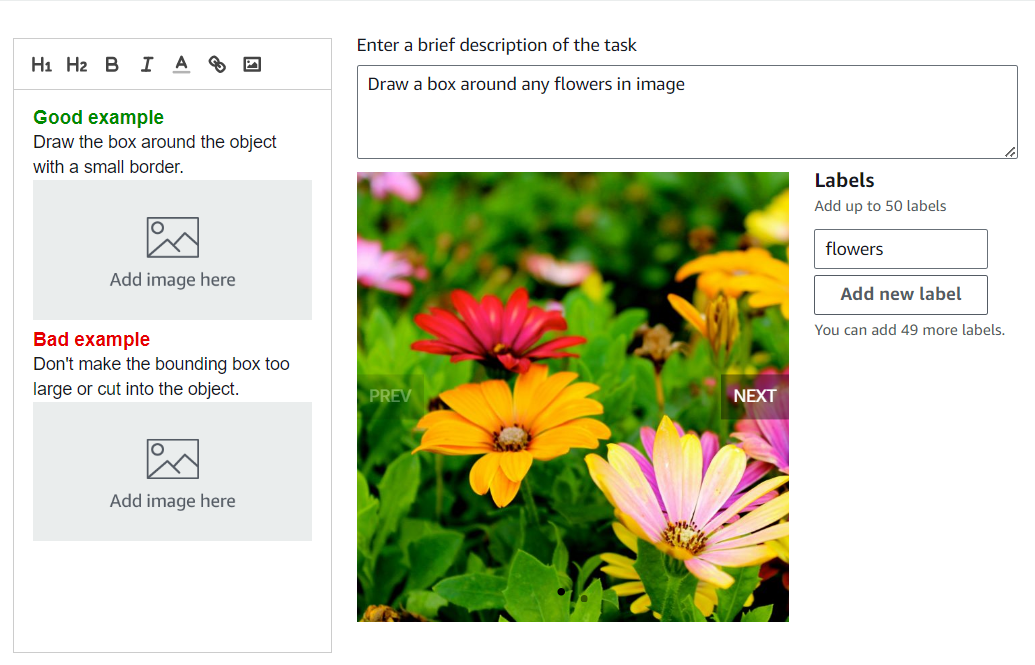 H1 H2 B I A
Good example
Draw the box around the object
with a small border.
Add image here
Bad example
Don't make the bounding box too
large or cut into the object.
Add image here
Enter a brief description of the task
Draw a box around any flowers in image
PREV
NEXT
Labels
Add up to 50 labels
flowers
Add new label
You can add 49 more labels.